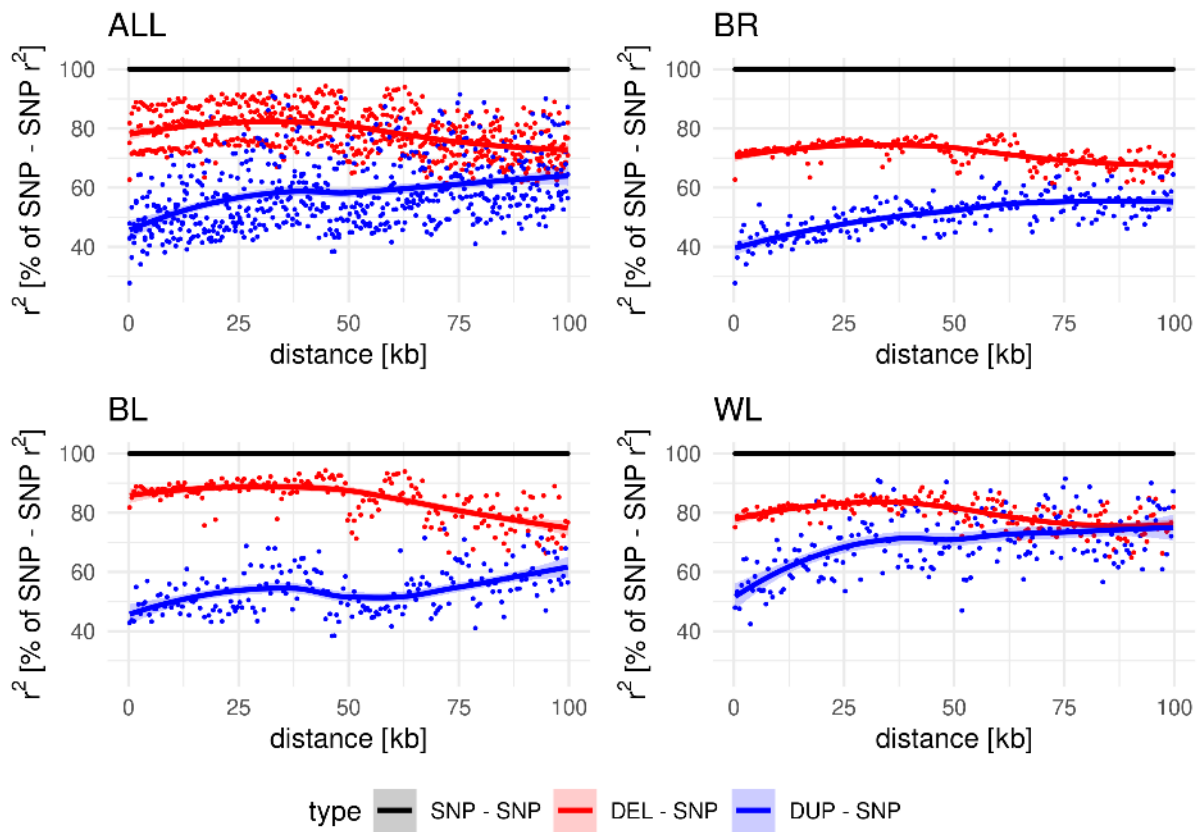 ALL
r² [% of SNP - SNP r²]
100
80
60
40
0 25 50 75 100
distance [kb]
BR
r² [% of SNP - SNP r²]
100
80
60
40
0 25 50 75 100
distance [kb]
BL
r² [% of SNP - SNP r²]
100
80
60
40
0 25 50 75 100
distance [kb]
WL
r² [% of SNP - SNP r²]
100
80
60
40
0 25 50 75 100
distance [kb]
type SNP - SNP DEL - SNP DUP - SNP